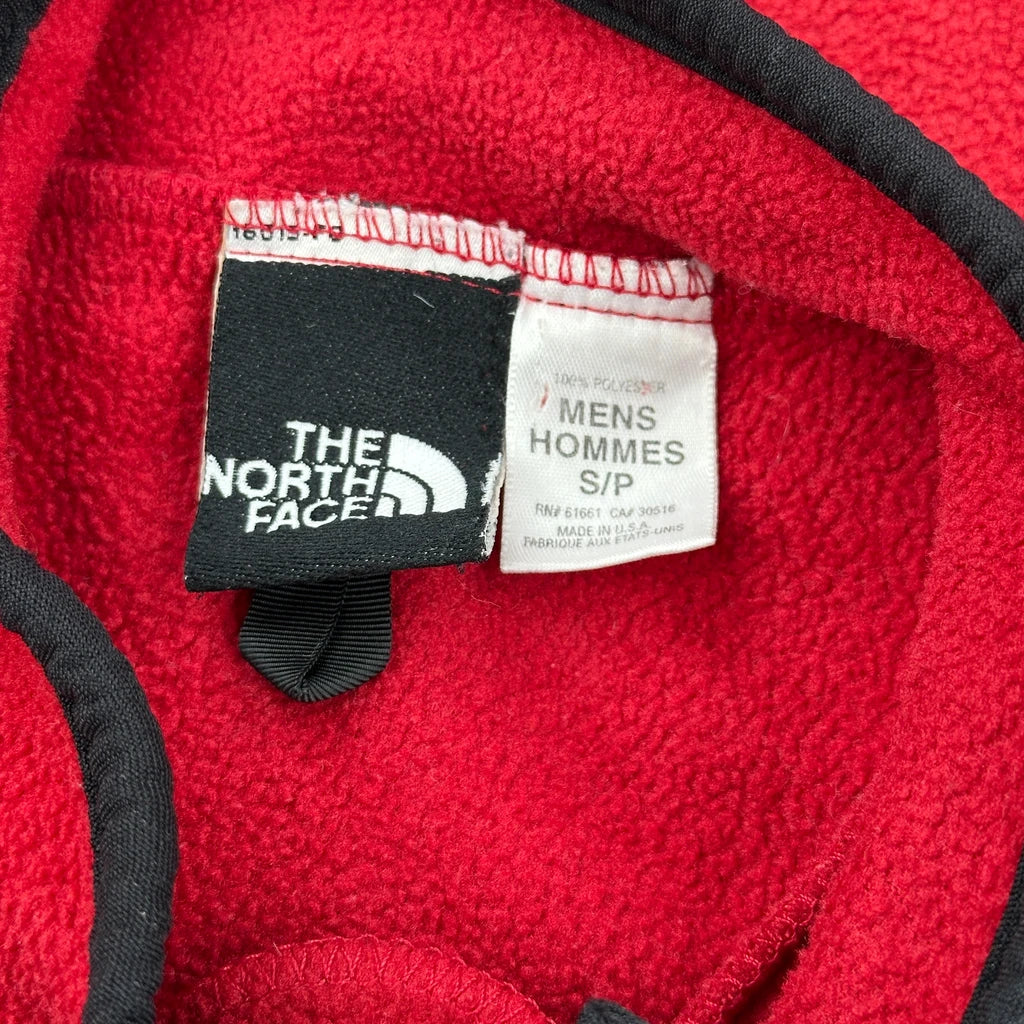 THE
NORTH
FACE
100% POLYESTER
MENS
HOMMES
S/P
RN# 61661 CA# 30516
MADE IN U.S.A.
FABRIQUE AUX ETATS-UNIS